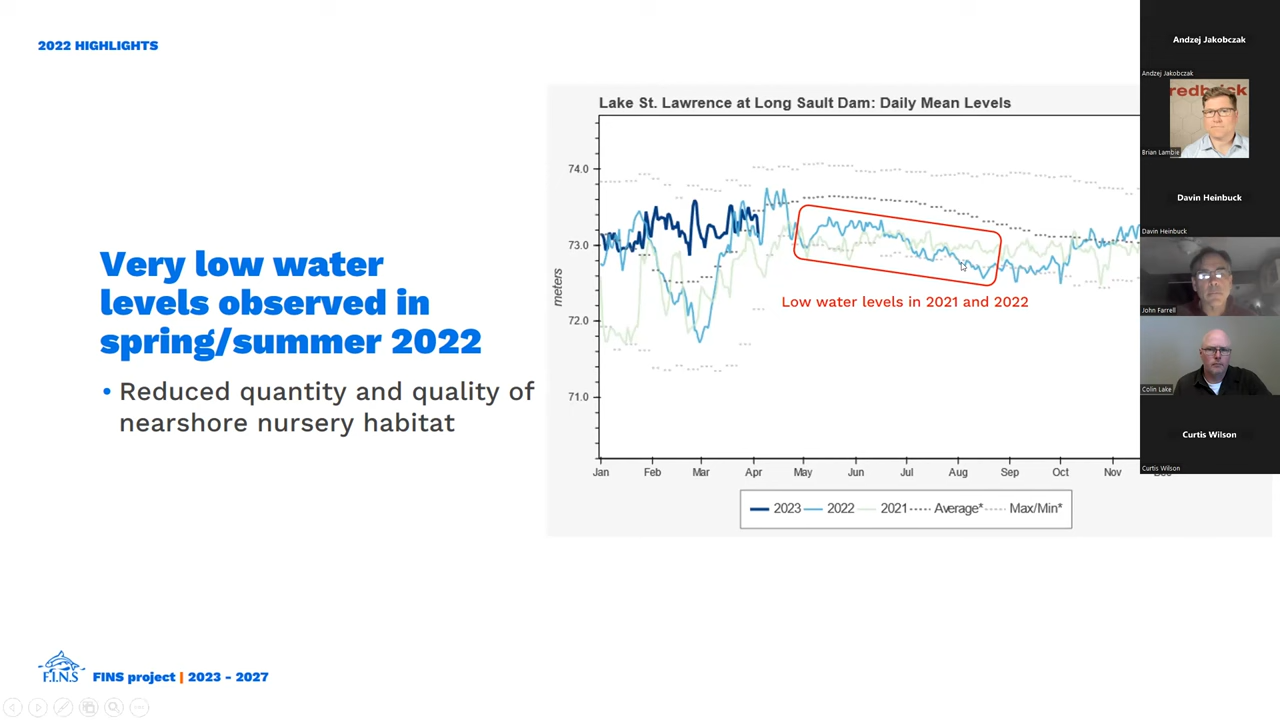 2022 HIGHLIGHTS
Very low water
levels observed in
spring/summer 2022
• Reduced quantity and quality of
nearshore nursery habitat
Lake St. Lawrence at Long Sault Dam: Daily Mean Levels
meters
74.0
73.0
72.0
71.0
Low water levels in 2021 and 2022
Jan Feb Mar Apr May Jun Jul Aug Sep Oct Nov
2023 2022 2021 Average* Max/Min*
F.I.N.S
FINS project | 2023 - 2027
Andzej Jakobczak
Andzej Jakobczak
redbrick
Brian Lambie
Davin Heinbuck
Davin Heinbuck
John Farrell
Colin Lake
Curtis Wilson
Curtis Wilson